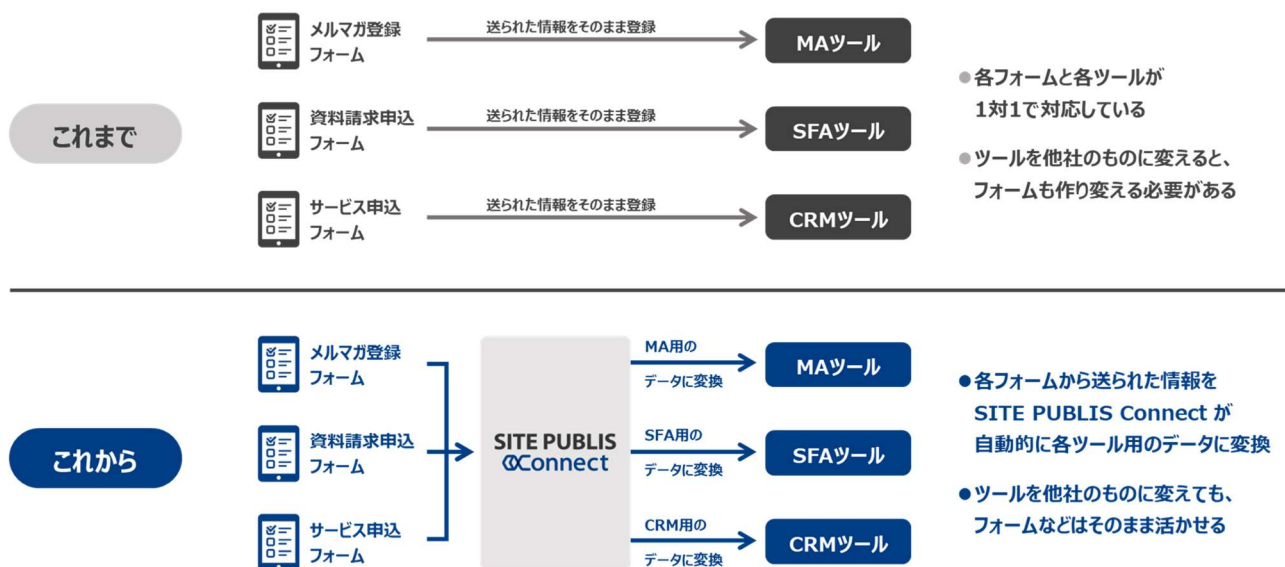 これまで
メルマガ登録
フォーム
送られた情報をそのまま登録
MAツール
資料請求申込
フォーム
送られた情報をそのまま登録
SFAツール
サービス申込
フォーム
送られた情報をそのまま登録
CRMツール
●各フォームと各ツールが
1対1で対応している
●ツールを他社のものに変えると、
フォームも作り変える必要がある
これから
メルマガ登録
フォーム
資料請求申込
フォーム
サービス申込
フォーム
SITE PUBLIS
Connect
MA用の
データに変換
MAツール
SFA用の
データに変換
SFAツール
CRM用の
データに変換
CRMツール
●各フォームから送られた情報を
SITE PUBLIS Connect が
自動的に各ツール用のデータに変換
●ツールを他社のものに変えても、
フォームなどはそのまま活かせる